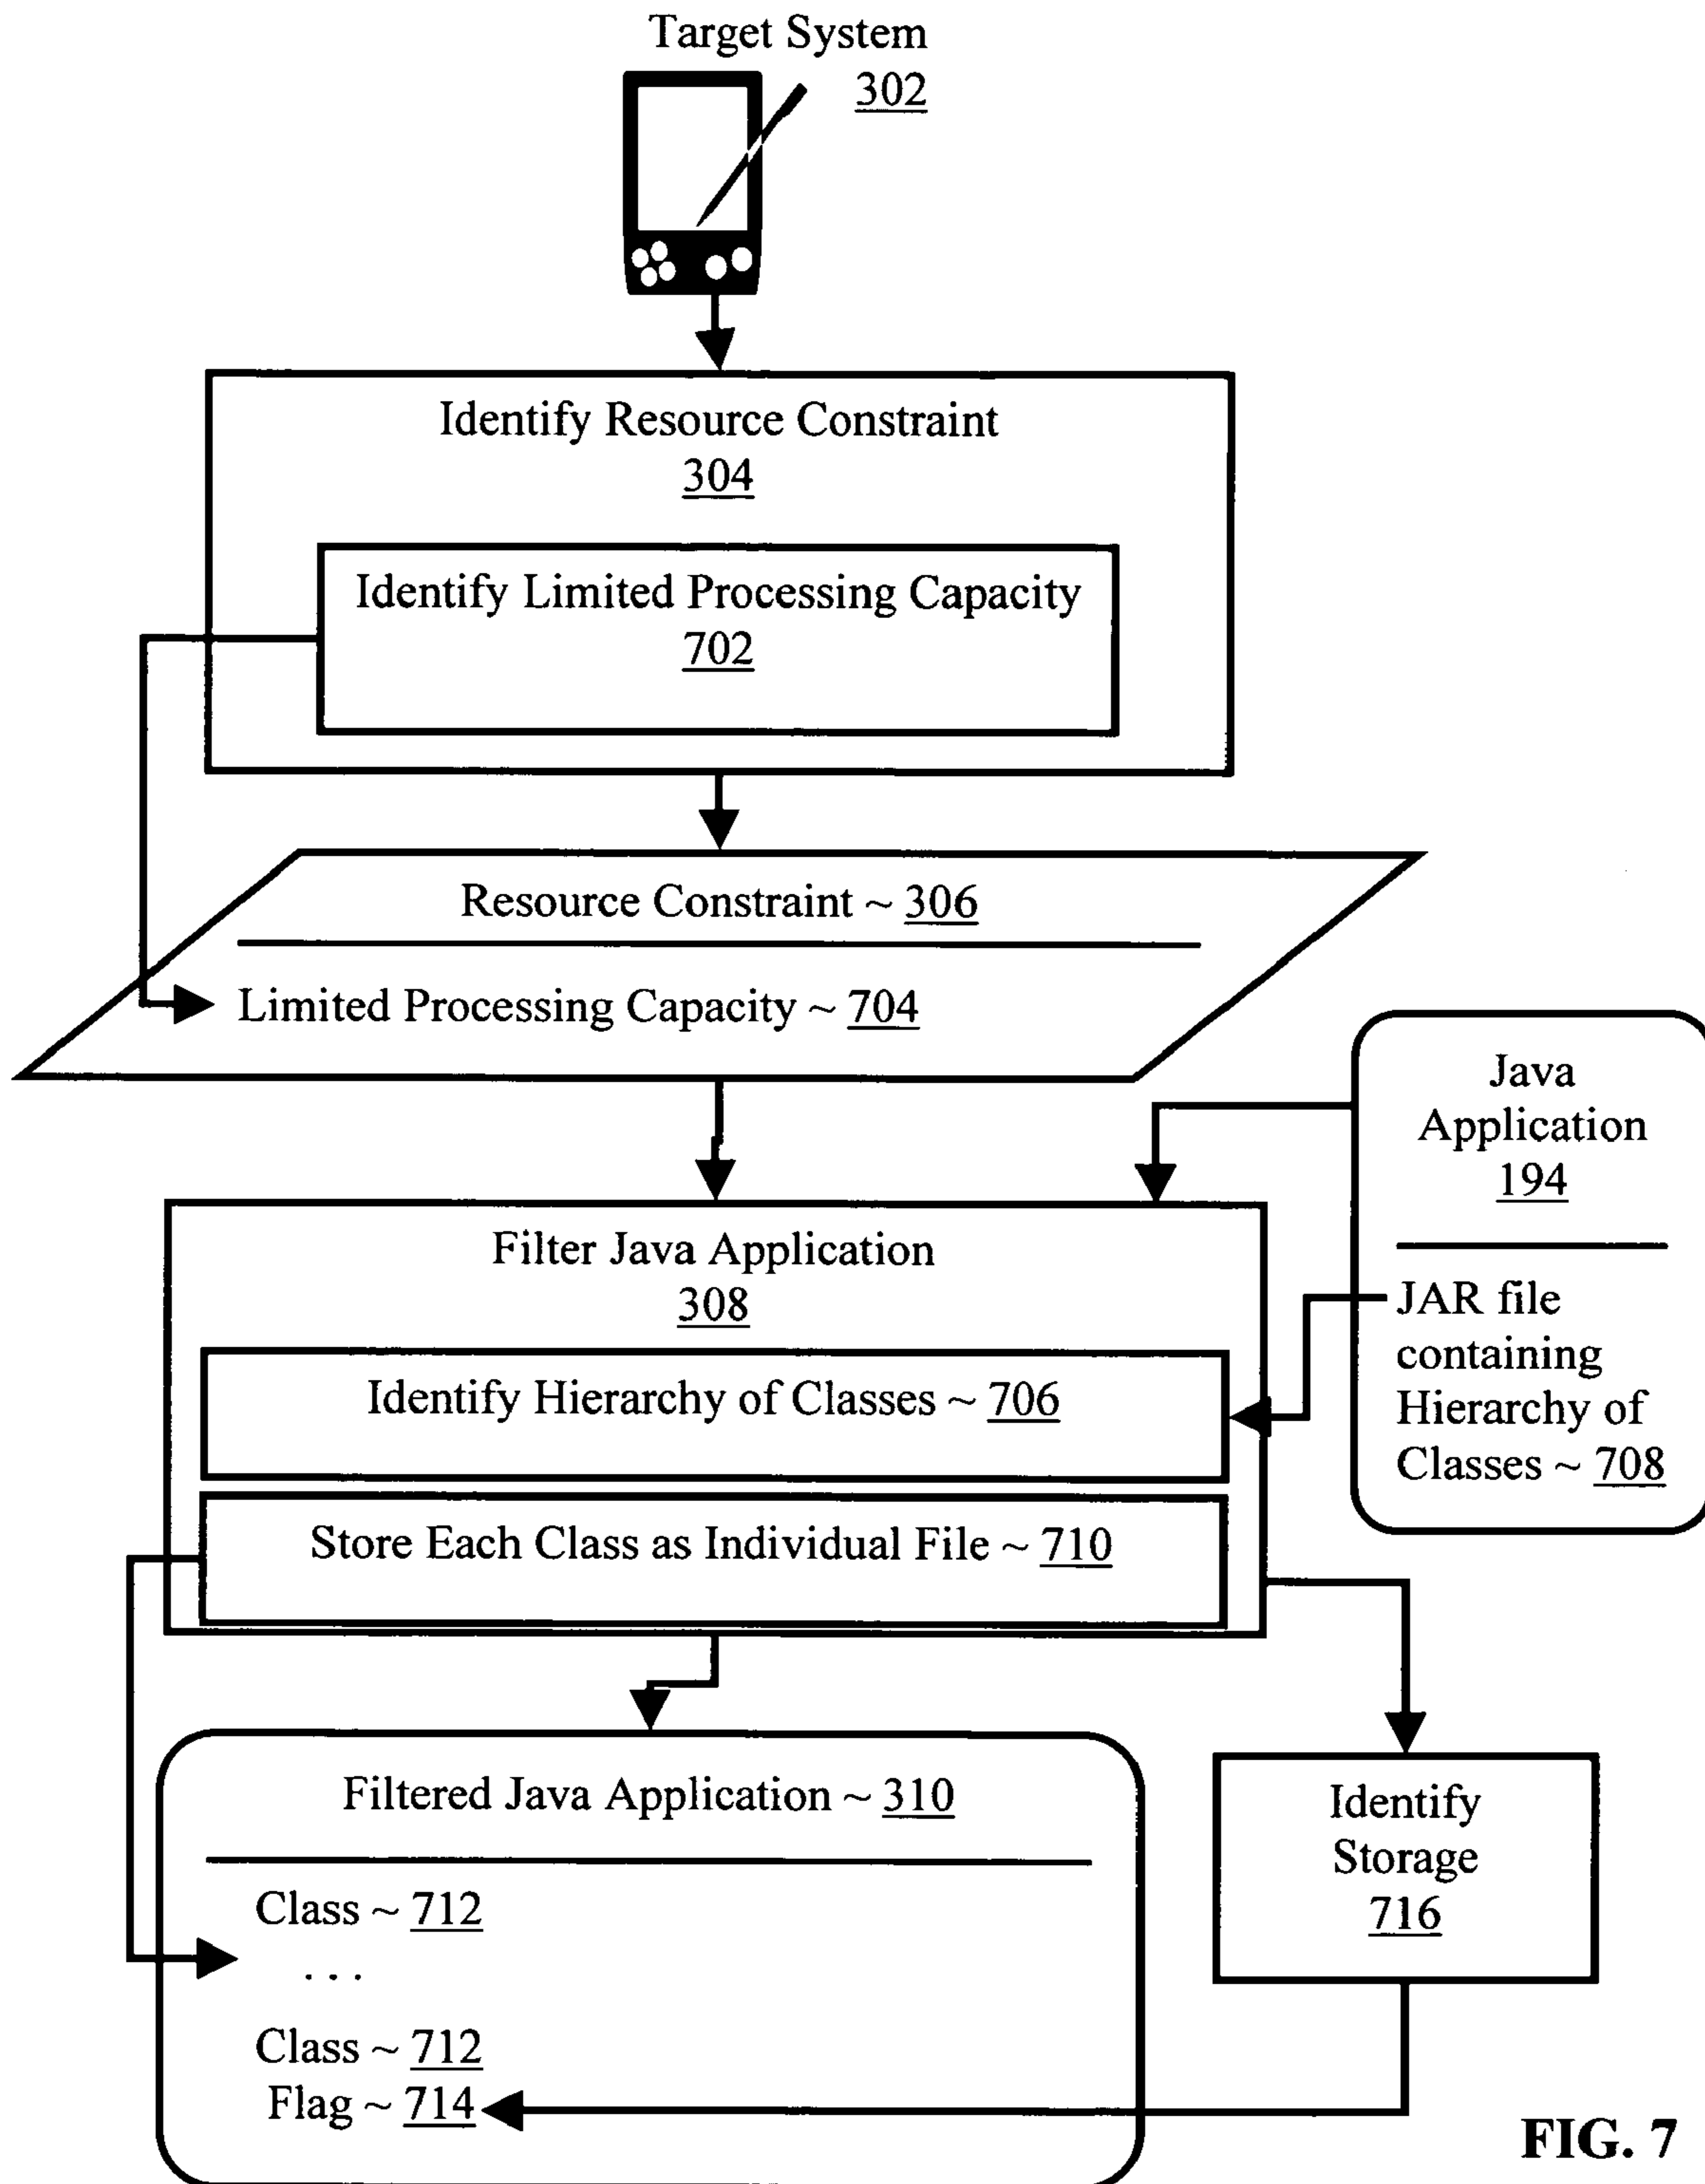 Target System
302
Identify Resource Constraint
304
Identify Limited Processing Capacity
702
Resource Constraint ~ 306
Limited Processing Capacity ~ 704
Java
Application
194
JAR file
containing
Hierarchy of
Classes ~ 708
Filter Java Application
308
Identify Hierarchy of Classes ~ 706
Store Each Class as Individual File ~ 710
Filtered Java Application ~ 310
Class ~ 712
. . .
Class ~ 712
Flag ~ 714
Identify
Storage
716
FIG. 7